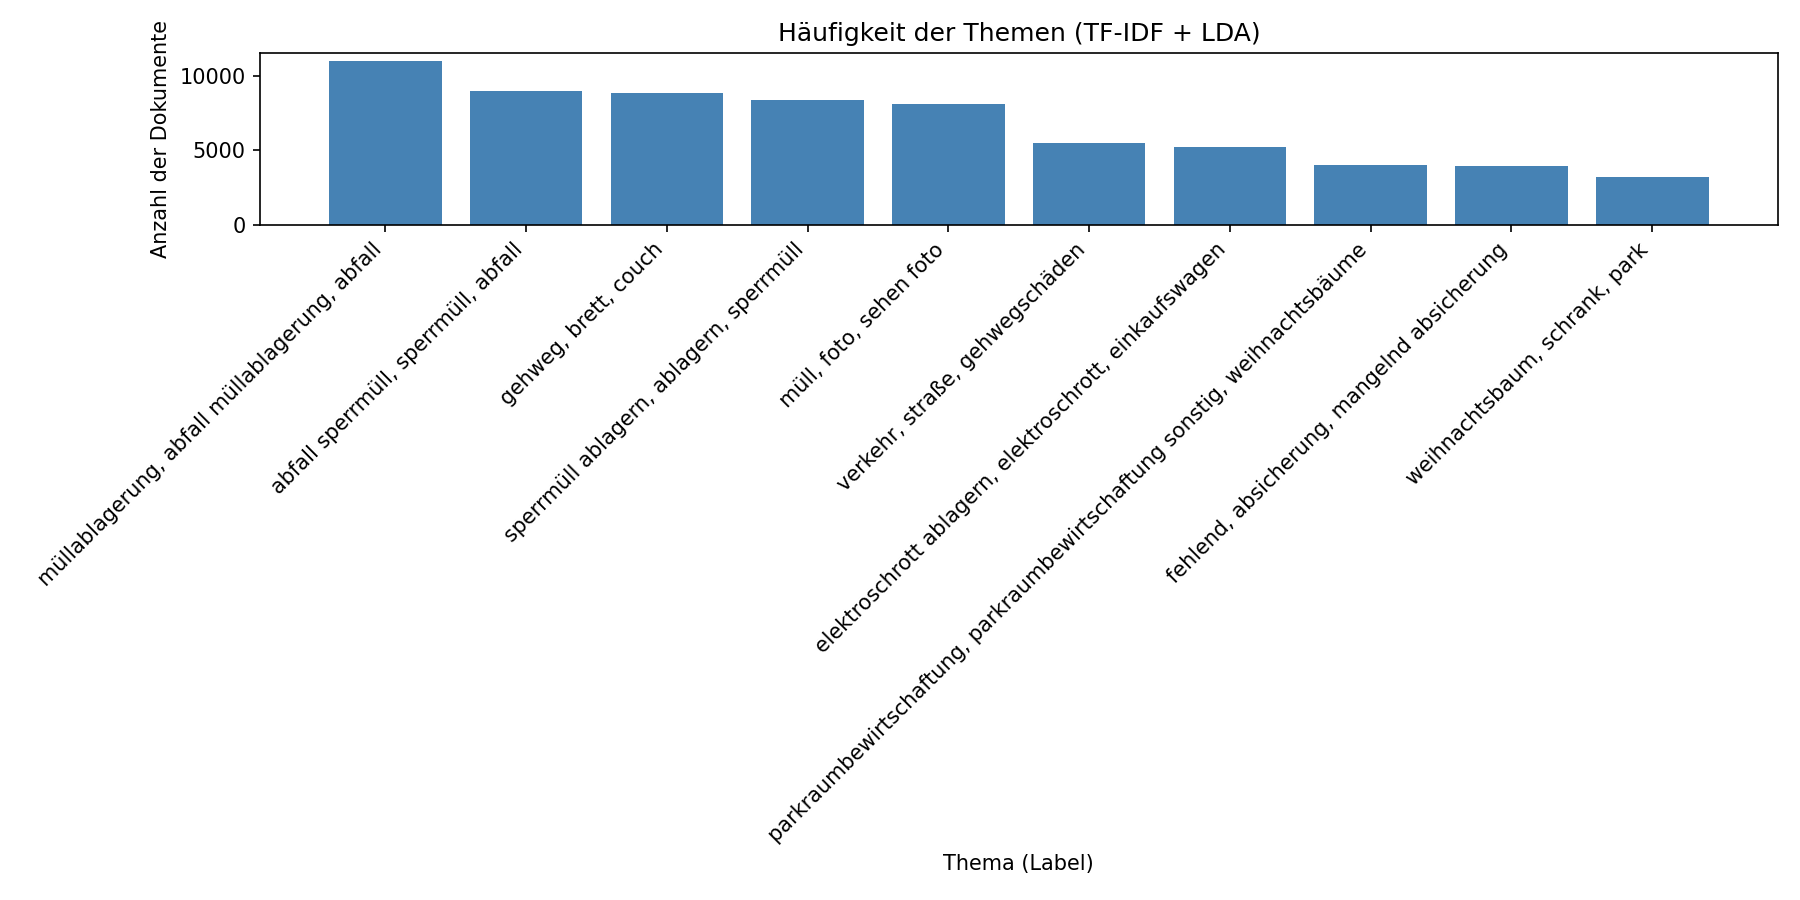 Häufigkeit der Themen (TF-IDF + LDA)
Anzahl der Dokumente
10000
5000
0
müllablagerung, abfall müllablagerung, abfall
abfall sperrmüll, sperrmüll, abfall
gehweg, brett, couch
sperrmüll ablagern, ablagern, sperrmüll
müll, foto, sehen foto
verkehr, straße, gehwegschäden
elektroschrott ablagern, elektroschrott, einkaufswagen
parkraumbewirtschaftung, parkraumbewirtschaftung sonstig, weihnachtsbäume
fehlend, absicherung, mangelnd absicherung
weihnachtsbaum, schrank, park
Thema (Label)